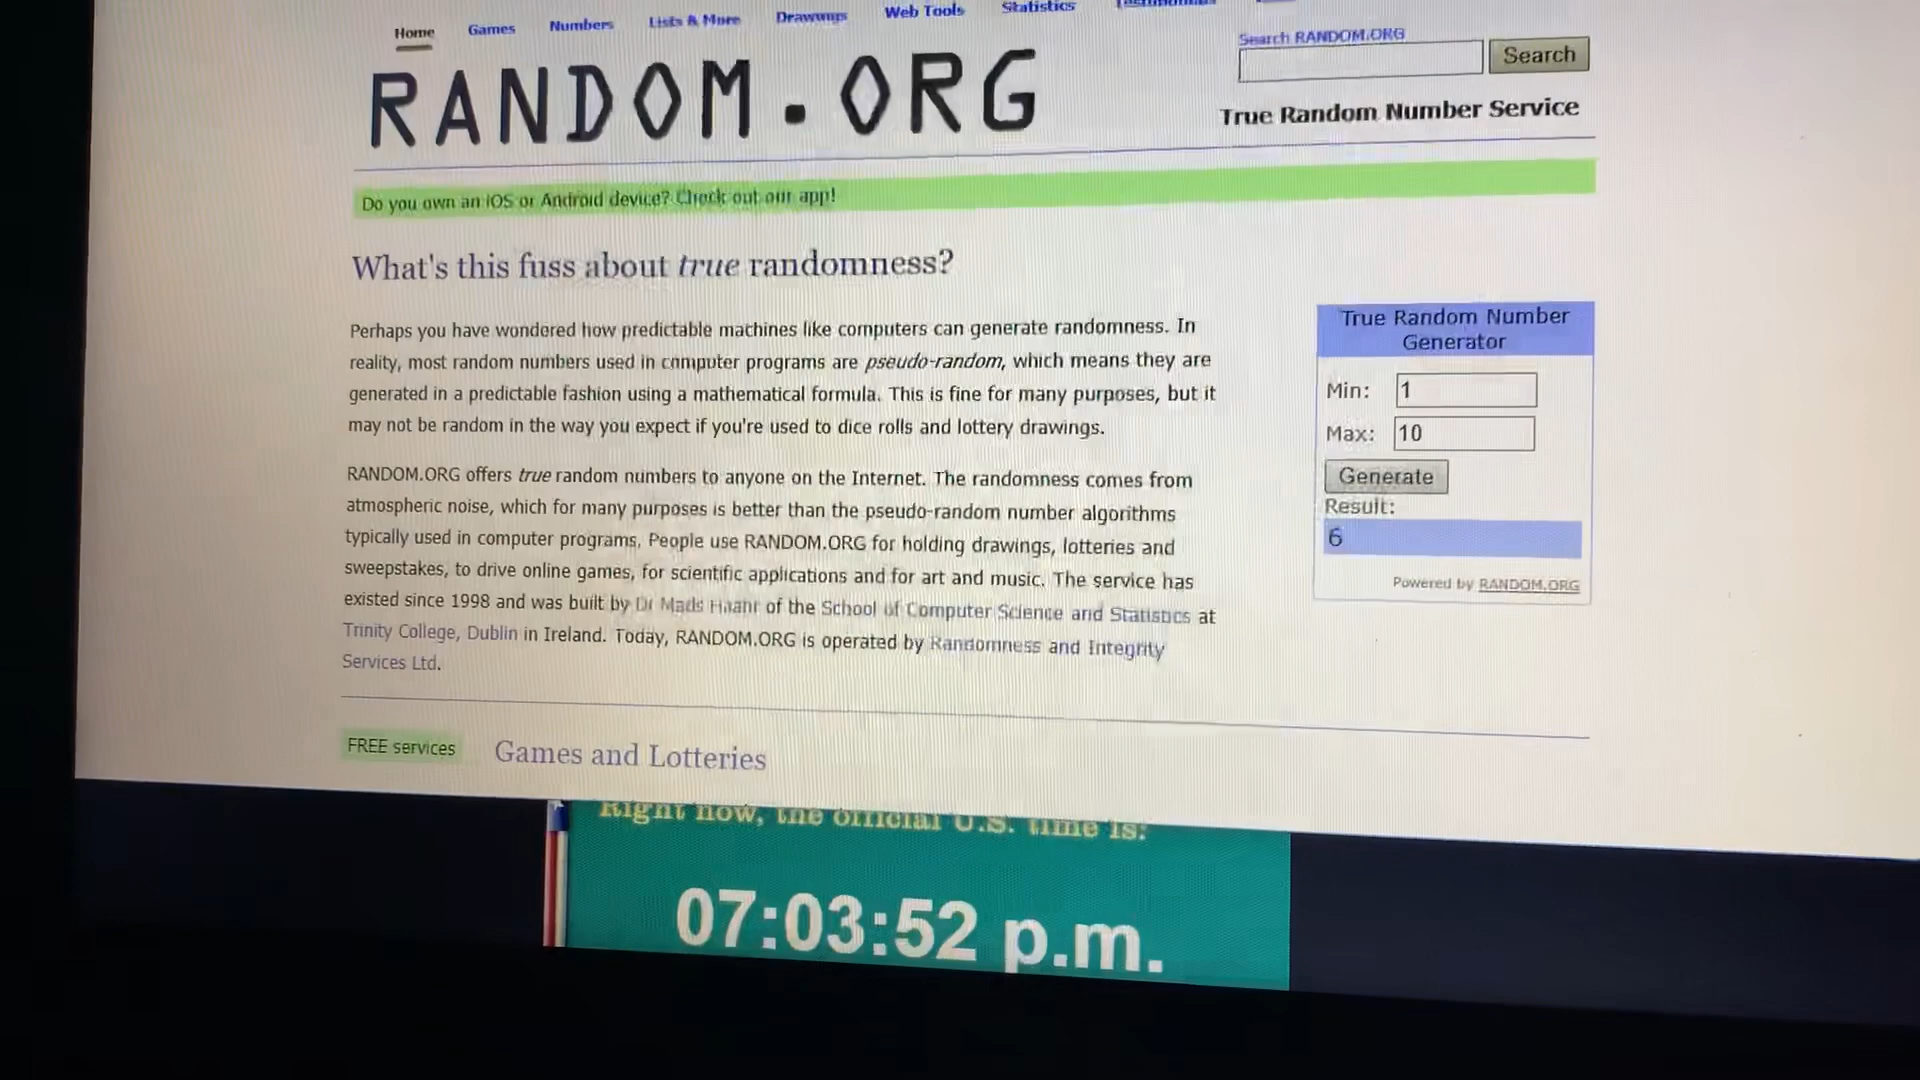 Home Games Numbers Lists & More Drawings Web Tools Statistics
Search RANDOM.ORG
Search
RANDOM.ORG
True Random Number Service
Do you own an iOS or Android device? Check out our app!
What's this fuss about true randomness?
Perhaps you have wondered how predictable machines like computers can generate randomness. In
reality, most random numbers used in computer programs are pseudo-random, which means they are
generated in a predictable fashion using a mathematical formula. This is fine for many purposes, but it
may not be random in the way you expect if you're used to dice rolls and lottery drawings.
RANDOM.ORG offers true random numbers to anyone on the Internet. The randomness comes from
atmospheric noise, which for many purposes is better than the pseudo-random number algorithms
typically used in computer programs. People use RANDOM.ORG for holding drawings, lotteries and
sweepstakes, to drive online games, for scientific applications and for art and music. The service has
existed since 1998 and was built by Dr Mads Haahr of the School of Computer Science and Statistics at
Trinity College, Dublin in Ireland. Today, RANDOM.ORG is operated by Randomness and Integrity
Services Ltd.
True Random Number
Generator
Min: 1
Max: 10
Generate
Result:
6
Powered by RANDOM.ORG
FREE services
Games and Lotteries
Right now, the official U.S. time is:
07:03:52 p.m.